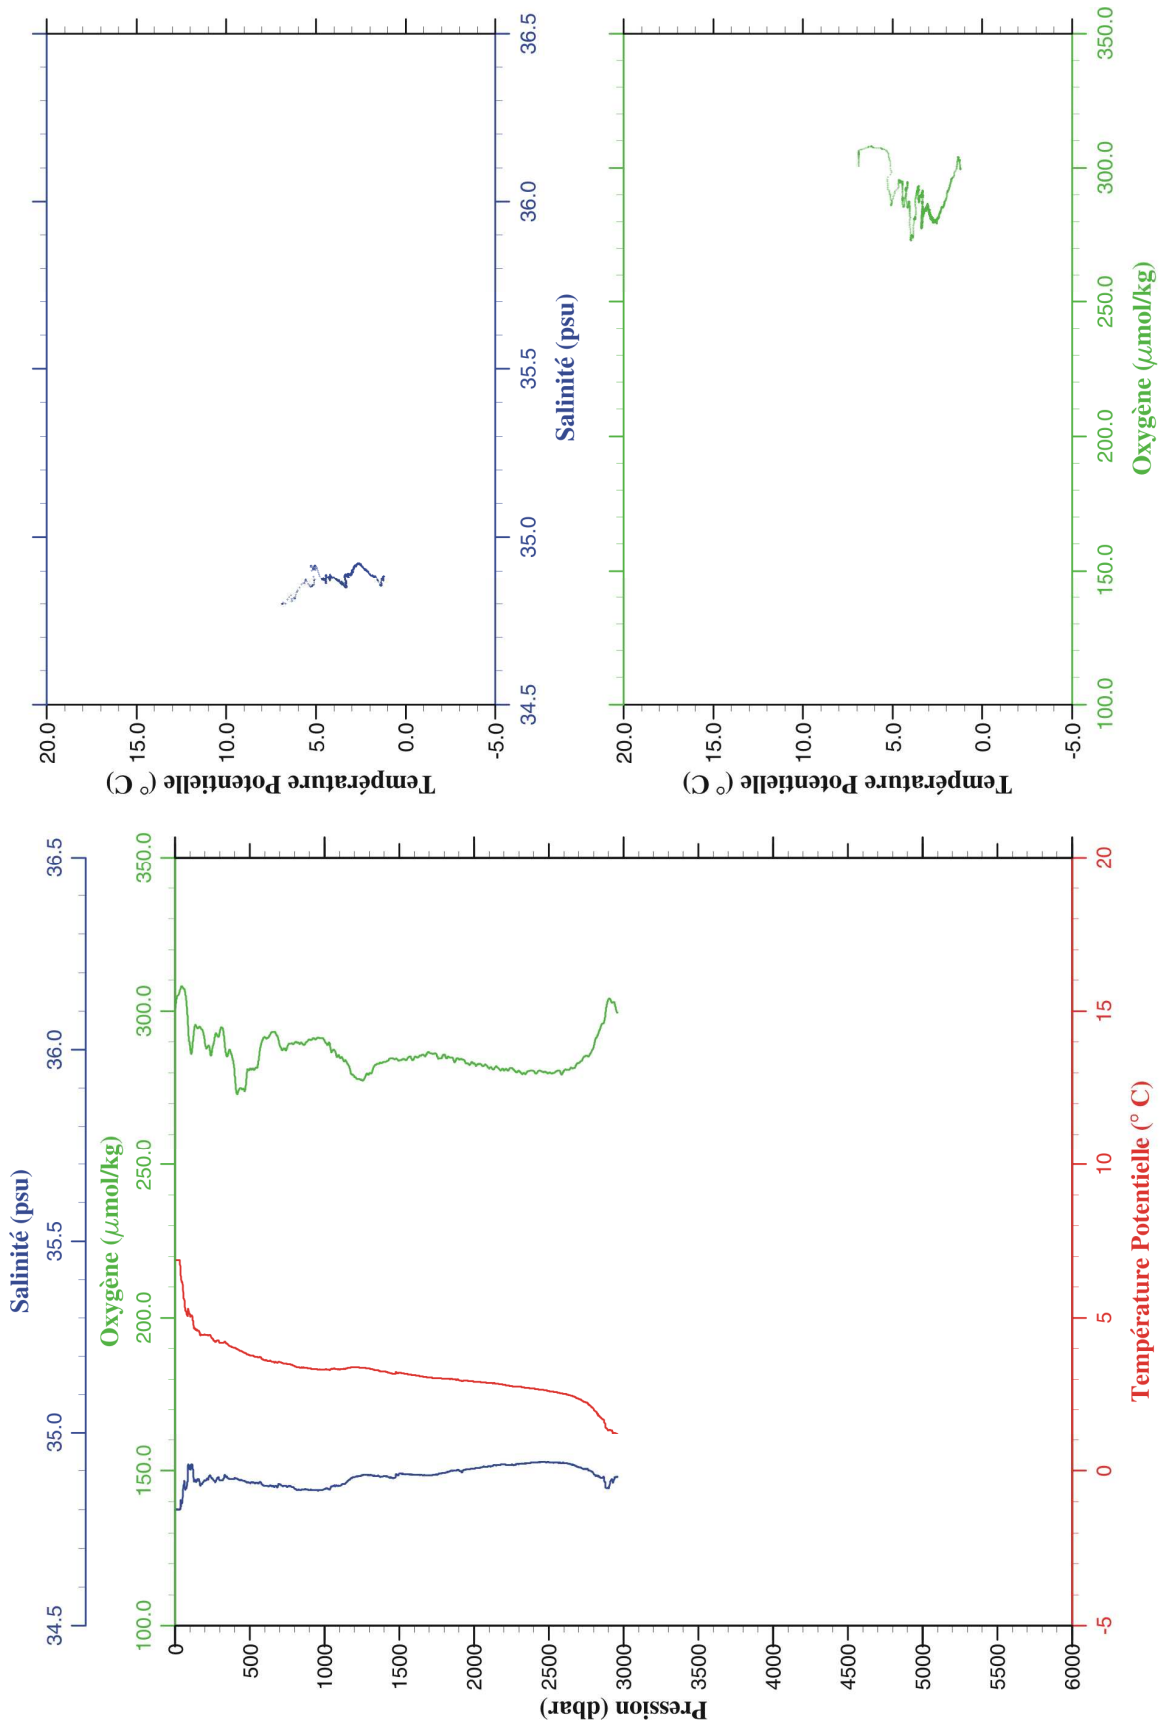 Salinité (psu)
34.5 35.0 35.5 36.0 36.5
Oxygène (μmol/kg)
100.0 150.0 200.0 250.0 300.0 350.0
Pression (dbar)
0
500
1000
1500
2000
2500
3000
3500
4000
4500
5000
5500
6000
-5 0 5 10 15 20
Température Potentielle (° C)
Température Potentielle (° C)
20.0
15.0
10.0
5.0
0.0
-5.0
34.5 35.0 35.5 36.0 36.5
Salinité (psu)
Température Potentielle (° C)
20.0
15.0
10.0
5.0
0.0
-5.0
100.0 150.0 200.0 250.0 300.0 350.0
Oxygène (μmol/kg)